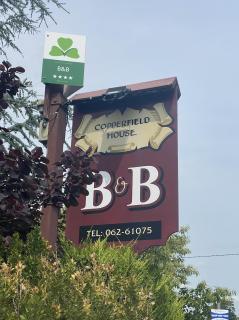 B&B
★★★★
COPPERFIELD
HOUSE.
B&B
TEL: 062-61075